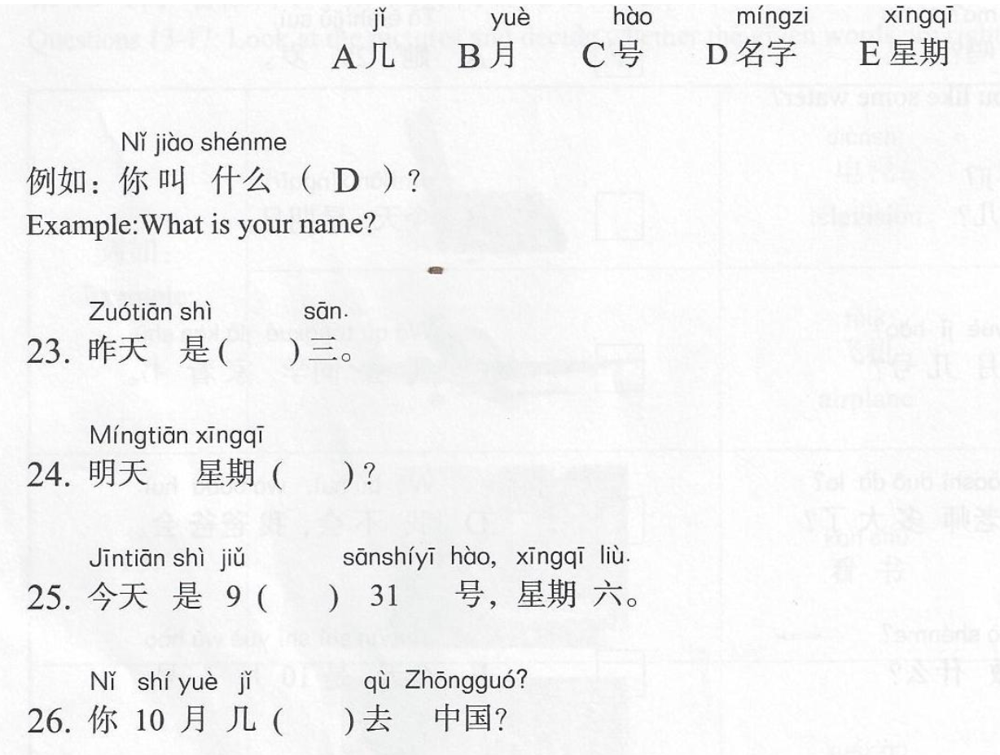 jǐ yuè hào míngzi xīngqī
A 几 B 月 C 号 D 名字 E 星期
Nǐ jiào shénme
例如：你 叫 什么 （ D ）？
Example:What is your name?
Zuótiān shì sān.
23. 昨天 是 ( ) 三。
Míngtiān xīngqī
24. 明天 星期 ( )？
Jīntiān shì jiǔ sānshíyī hào, xīngqī liù.
25. 今天 是 9 ( ) 31 号，星期 六。
Nǐ shí yuè jǐ qù Zhōngguó?
26. 你 10 月 几 ( ) 去 中国？